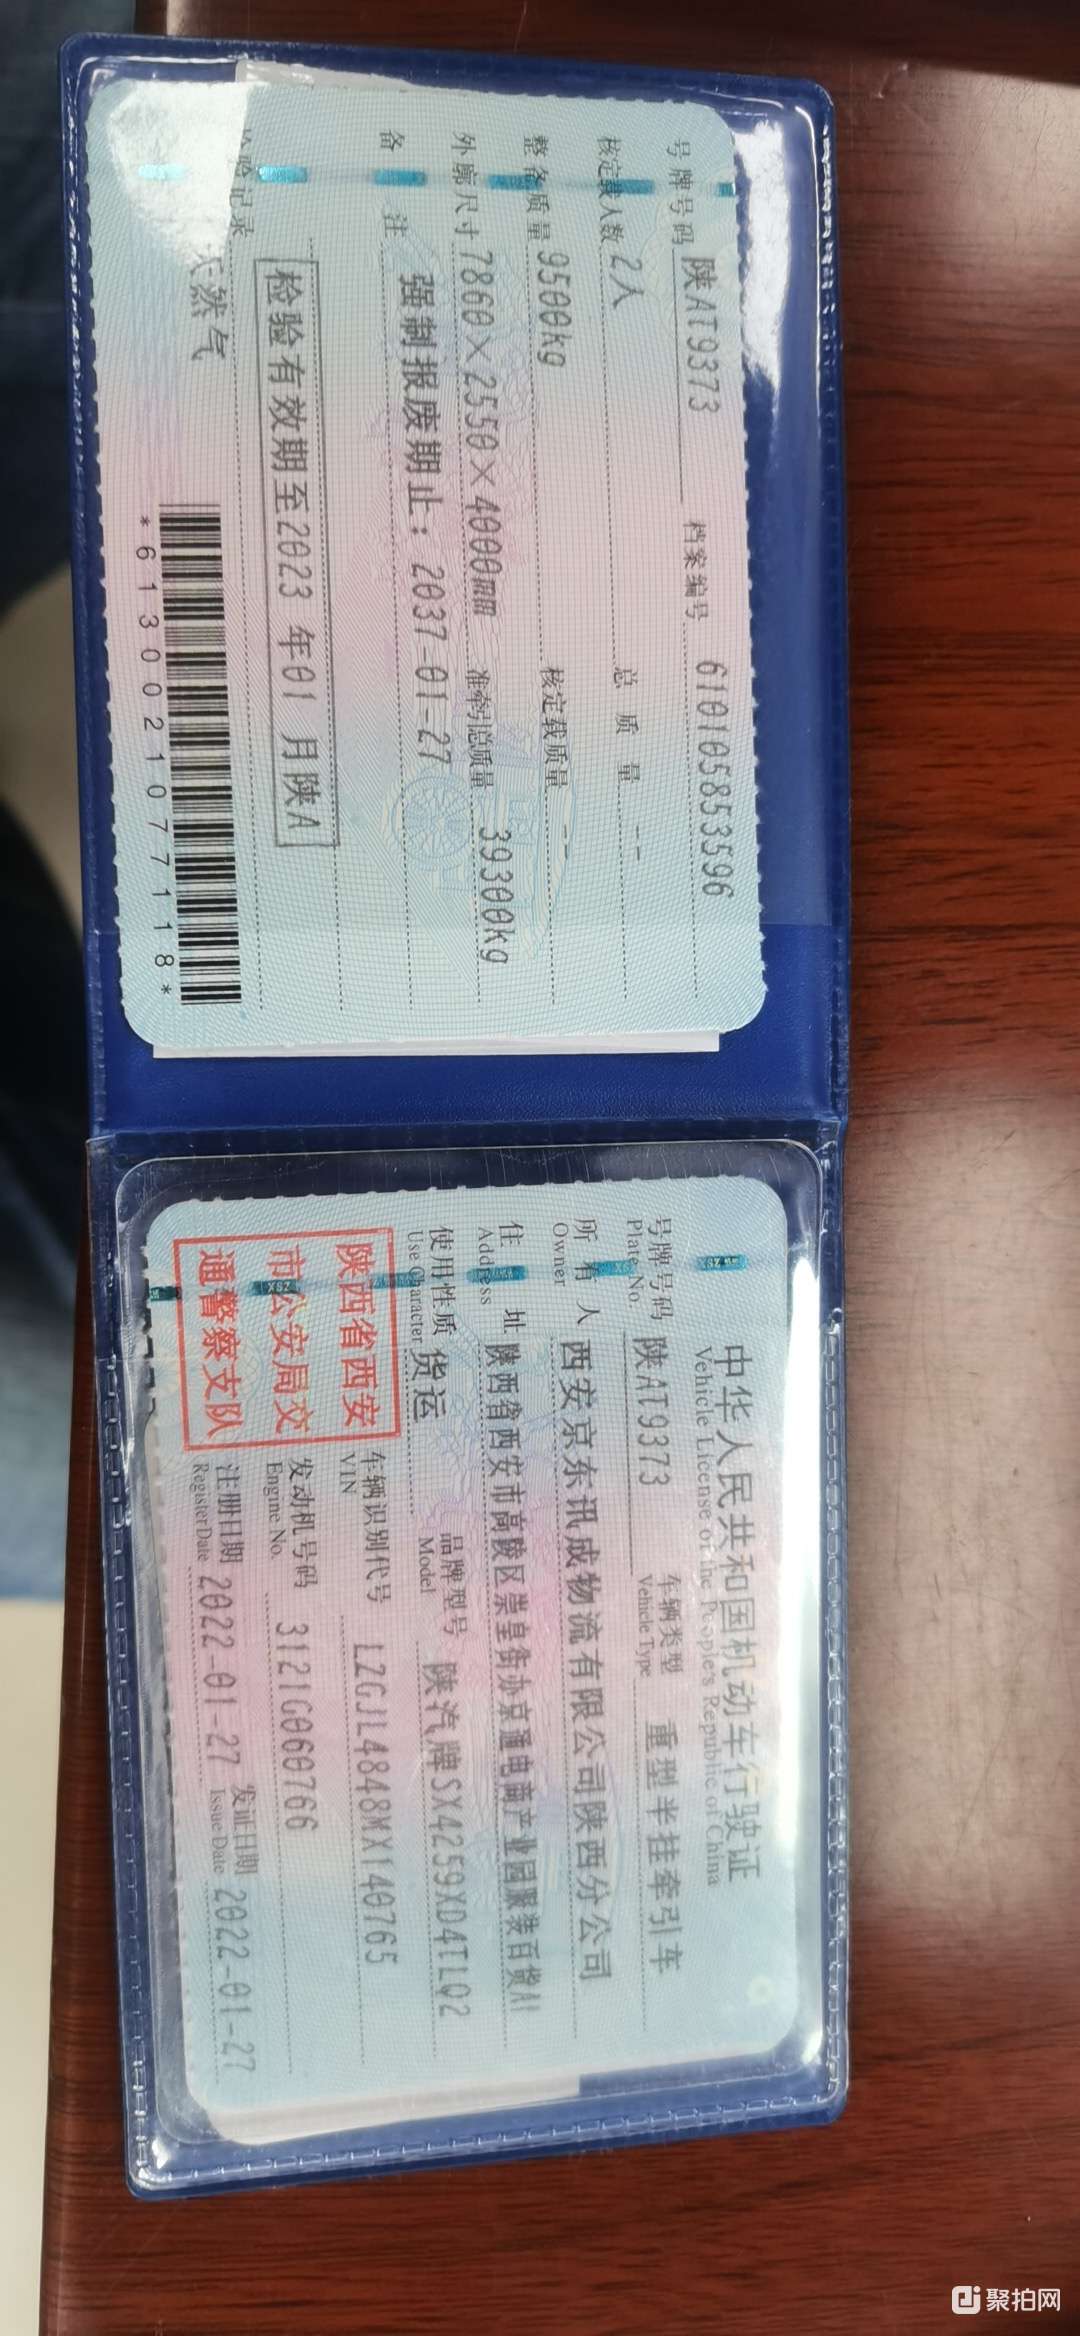 号牌号码 陕AT9373 档案编号 610105853596
核定载人数 2人 总质量 --
整备质量 9500kg 核定载质量 --
外廓尺寸 7860×2550×4000mm 准牵引总质量 39300kg
备注 强制报废期止：2037-01-27
检验有效期至2023年01月陕A
检验记录
天然气
*6130021077118*
中华人民共和国机动车行驶证
Vehicle License of the People's Republic of China
号牌号码 陕AT9373 车辆类型 重型半挂牵引车
Plate No. Vehicle Type
所有人 西安京东讯成物流有限公司陕西分公司
Owner
住址 陕西省西安市高陵区崇皇街办京通电商产业园服装百货A1
Address
使用性质 货运 品牌型号 陕汽牌SX4259XD4TLQ2
Use Character Model
陕西省西安
市公安局交
通警察支队
车辆识别代号 LZGJL4848MX140765
VIN
发动机号码 3121G060766
Engine No.
注册日期 2022-01-27 发证日期 2022-01-27
Register Date Issue Date
聚拍网